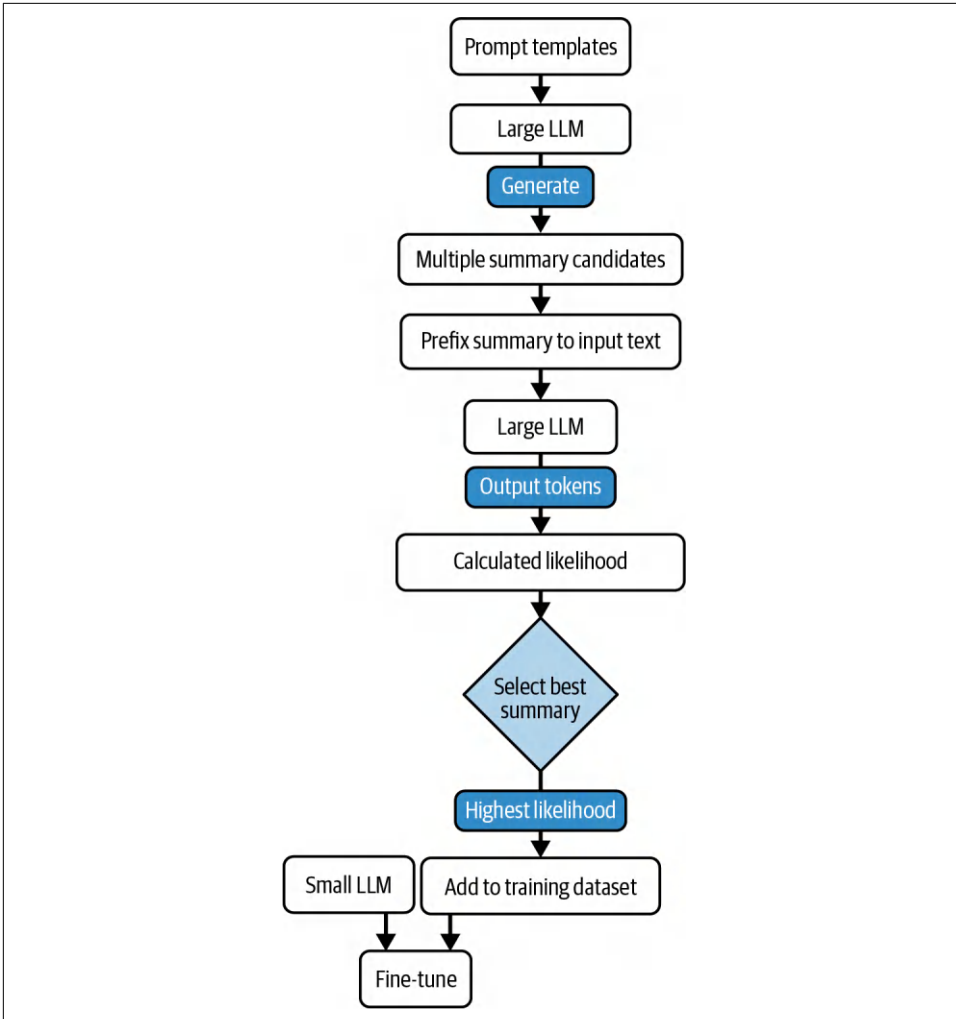 Prompt templates
Large LLM
Generate
Multiple summary candidates
Prefix summary to input text
Large LLM
Output tokens
Calculated likelihood
Select best
summary
Highest likelihood
Small LLM
Add to training dataset
Fine-tune